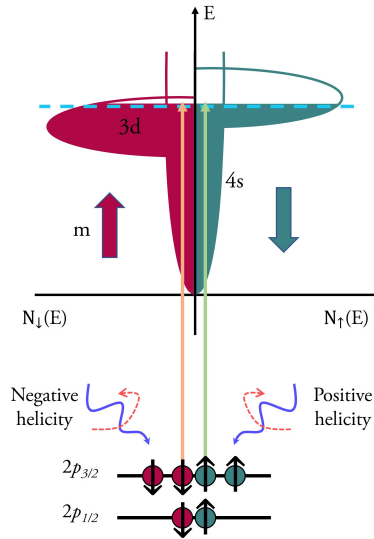 E
3d
4s
m
N↓(E)
N↑(E)
Negative
helicity
Positive
helicity
2p3/2
2p1/2